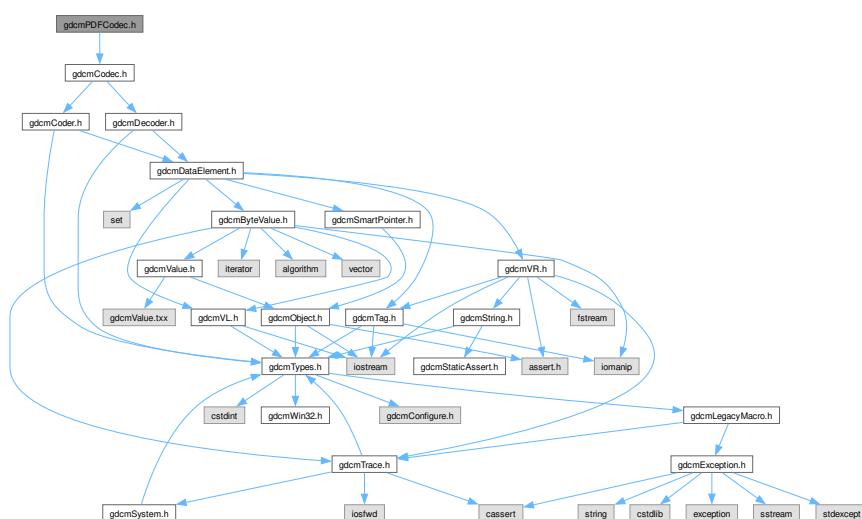 gdcmPDFCodec.h
gdcmCodec.h
gdcmCoder.h
gdcmDecoder.h
gdcmDataElement.h
set
gdcmByteValue.h
gdcmSmartPointer.h
gdcmValue.h
iterator
algorithm
vector
gdcmVR.h
gdcmValue.txx
gdcmVL.h
gdcmObject.h
gdcmTag.h
gdcmString.h
fstream
gdcmTypes.h
iostream
gdcmStaticAssert.h
assert.h
iomanip
cstdint
gdcmWin32.h
gdcmConfigure.h
gdcmLegacyMacro.h
gdcmTrace.h
gdcmException.h
gdcmSystem.h
iosfwd
cassert
string
cstdlib
exception
sstream
stdexcept